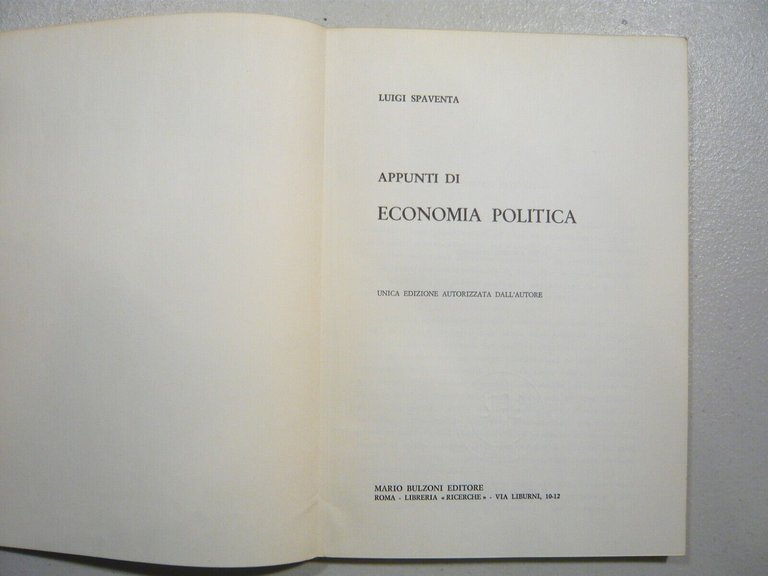 LUIGI SPAVENTA
APPUNTI DI
ECONOMIA POLITICA
UNICA EDIZIONE AUTORIZZATA DALL'AUTORE
MARIO BULZONI EDITORE
ROMA - LIBRERIA «RICERCHE» - VIA LIBURNI, 10-12